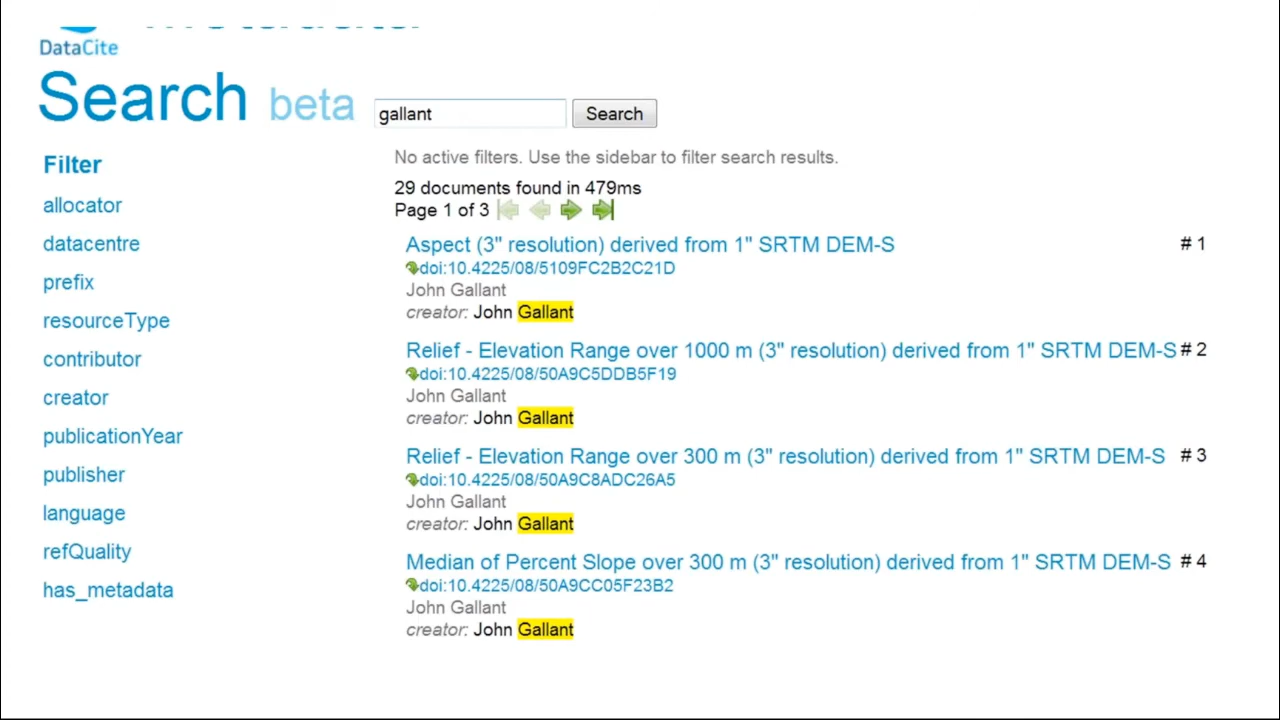 DataCite
Search beta
gallant
Search
Filter
allocator
datacentre
prefix
resourceType
contributor
creator
publicationYear
publisher
language
refQuality
has_metadata
No active filters. Use the sidebar to filter search results.
29 documents found in 479ms
Page 1 of 3
Aspect (3" resolution) derived from 1" SRTM DEM-S #1
doi:10.4225/08/5109FC2B2C21D
John Gallant
creator: John Gallant
Relief - Elevation Range over 1000 m (3" resolution) derived from 1" SRTM DEM-S #2
doi:10.4225/08/50A9C5DDB5F19
John Gallant
creator: John Gallant
Relief - Elevation Range over 300 m (3" resolution) derived from 1" SRTM DEM-S #3
doi:10.4225/08/50A9C8ADC26A5
John Gallant
creator: John Gallant
Median of Percent Slope over 300 m (3" resolution) derived from 1" SRTM DEM-S #4
doi:10.4225/08/50A9CC05F23B2
John Gallant
creator: John Gallant